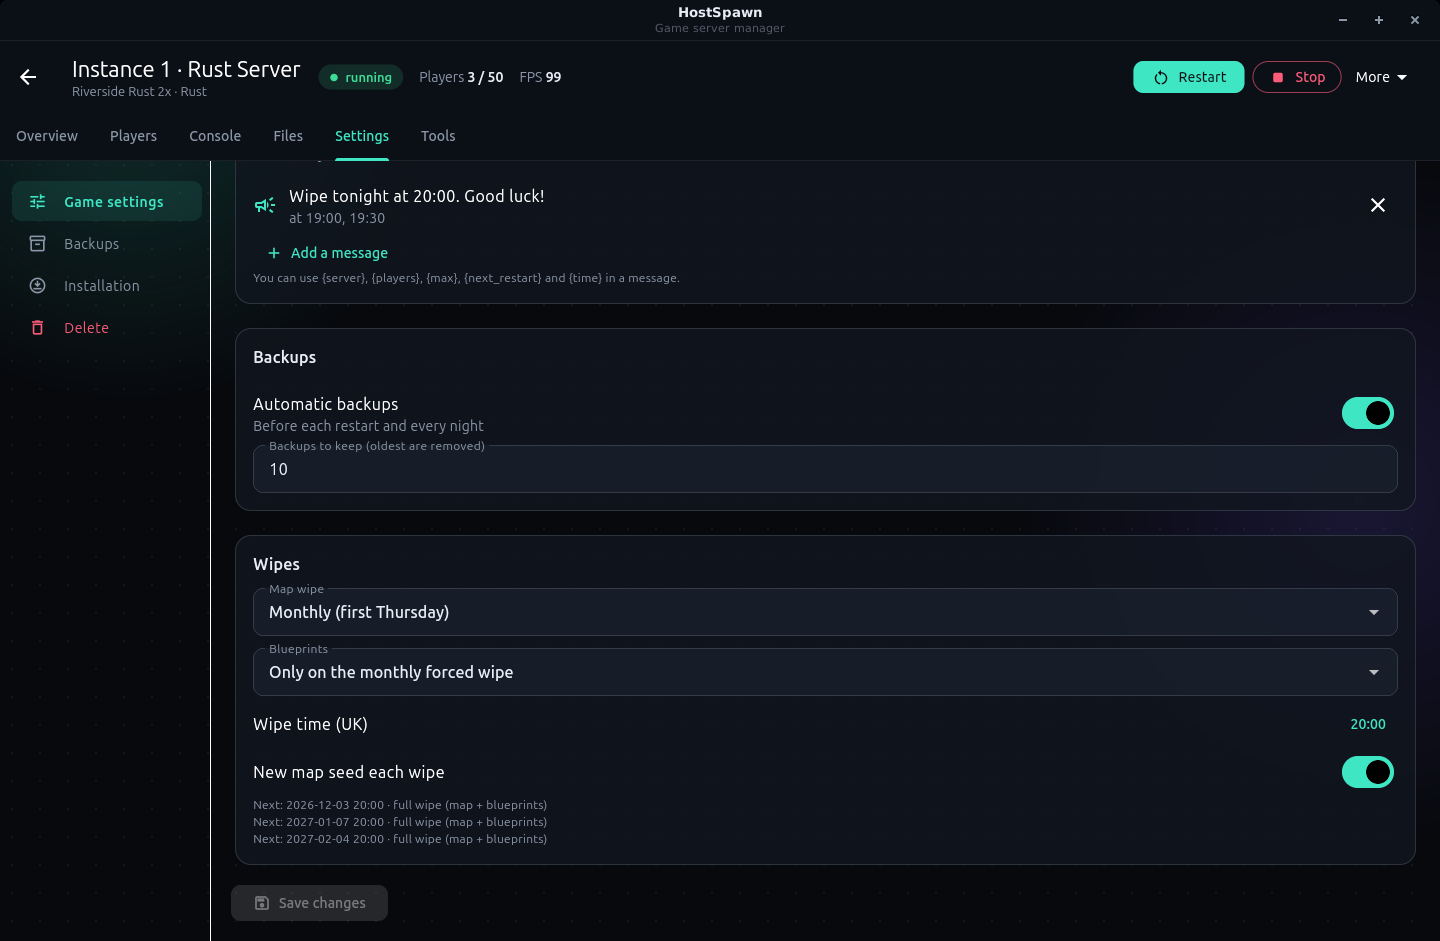 HostSpawn
Game server manager
Instance 1 · Rust Server
Riverside Rust 2x · Rust
running
Players 3 / 50
FPS 99
Restart
Stop
More
Overview
Players
Console
Files
Settings
Tools
Game settings
Backups
Installation
Delete
Wipe tonight at 20:00. Good luck!
at 19:00, 19:30
Add a message
You can use {server}, {players}, {max}, {next_restart} and {time} in a message.
Backups
Automatic backups
Before each restart and every night
Backups to keep (oldest are removed)
10
Wipes
Map wipe
Monthly (first Thursday)
Blueprints
Only on the monthly forced wipe
Wipe time (UK)
20:00
New map seed each wipe
Next: 2026-12-03 20:00 · full wipe (map + blueprints)
Next: 2027-01-07 20:00 · full wipe (map + blueprints)
Next: 2027-02-04 20:00 · full wipe (map + blueprints)
Save changes